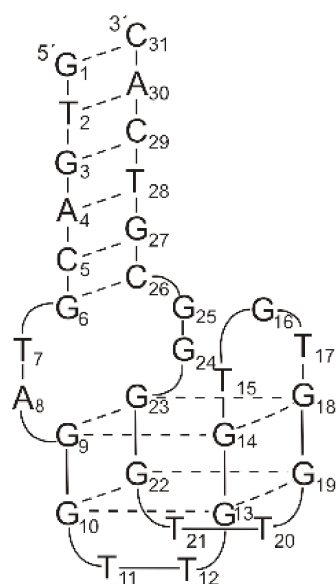 3´
5´ C31
G1
A30
T2
C29
G3
T28
A4
G27
C5
C26
G6
G25 G16
T7 G24 T17
T15
A8 G23 G18
G9 G14
G22 G19
G10 G13
T21 T20
T11 T12